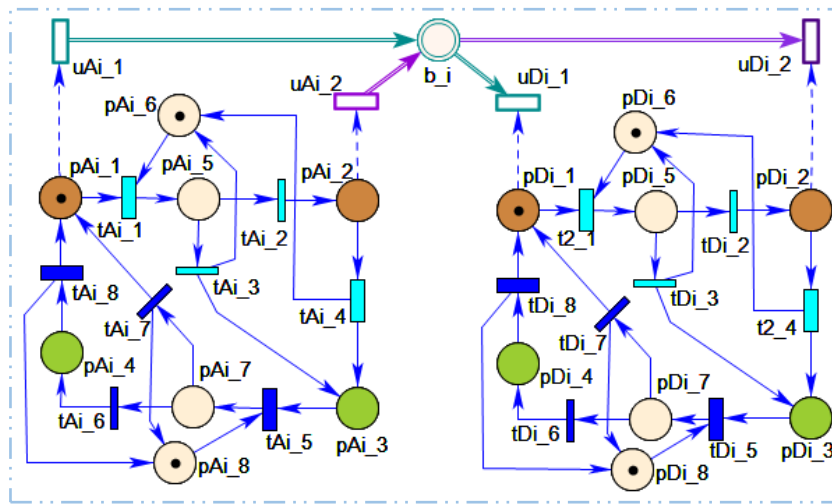 uAi_1
b_i
uDi_2
uAi_2
uDi_1
pAi_6
pDi_6
pAi_1
pAi_5
pAi_2
pDi_1
pDi_5
pDi_2
tAi_1
tAi_2
t2_1
tDi_2
tAi_8
tAi_3
tAi_4
tDi_8
tDi_3
t2_4
tAi_7
tDi_7
pAi_4
pAi_7
pDi_4
pDi_7
tAi_6
tAi_5
pAi_3
tDi_6
tDi_5
pDi_3
pAi_8
pDi_8